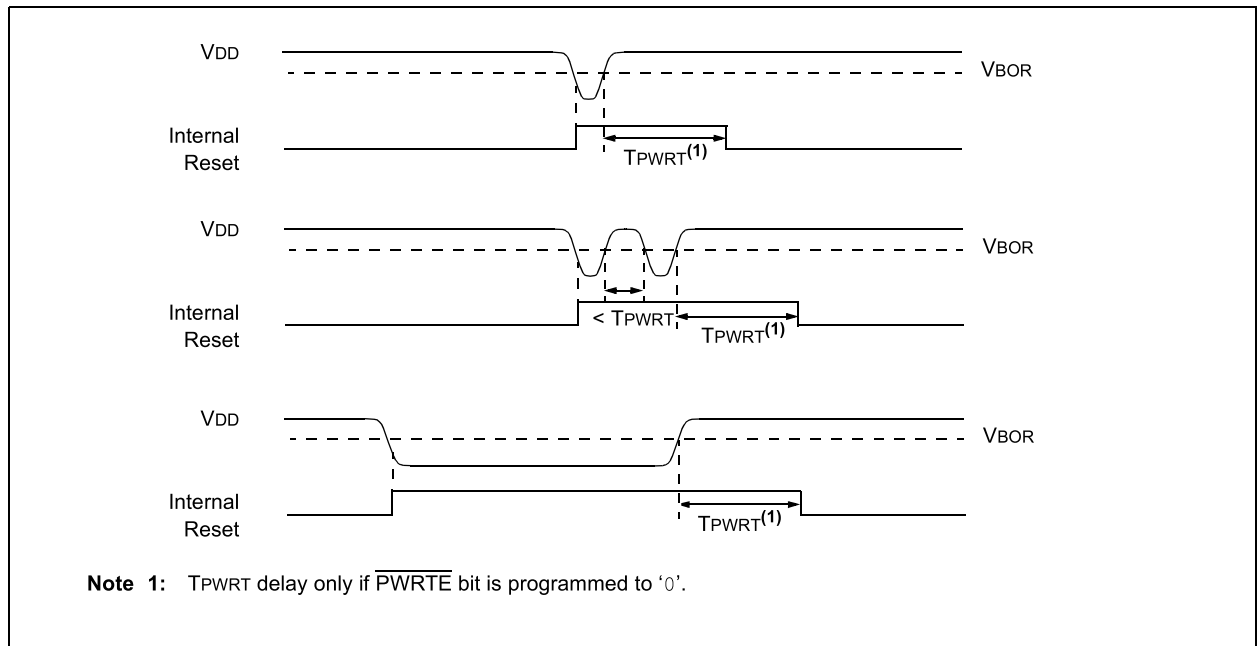 VDD
VBOR
Internal
Reset
TPWRT(1)
VDD
VBOR
Internal
Reset
< TPWRT
TPWRT(1)
VDD
VBOR
Internal
Reset
TPWRT(1)
Note 1: TPWRT delay only if PWRTE bit is programmed to ‘0’.